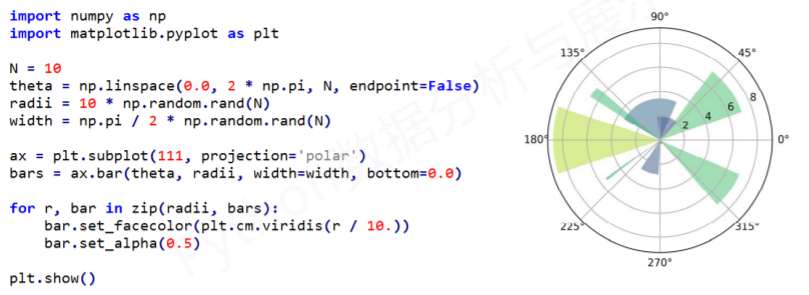 import numpy as np
import matplotlib.pyplot as plt
N = 10
theta = np.linspace(0.0, 2 * np.pi, N, endpoint=False)
radii = 10 * np.random.rand(N)
width = np.pi / 2 * np.random.rand(N)
ax = plt.subplot(111, projection='polar')
bars = ax.bar(theta, radii, width=width, bottom=0.0)
for r, bar in zip(radii, bars):
    bar.set_facecolor(plt.cm.viridis(r / 10.))
    bar.set_alpha(0.5)
plt.show()
90°
135°
45°
8
6
4
2
180°
0°
225°
315°
270°
Python数据分析与展示